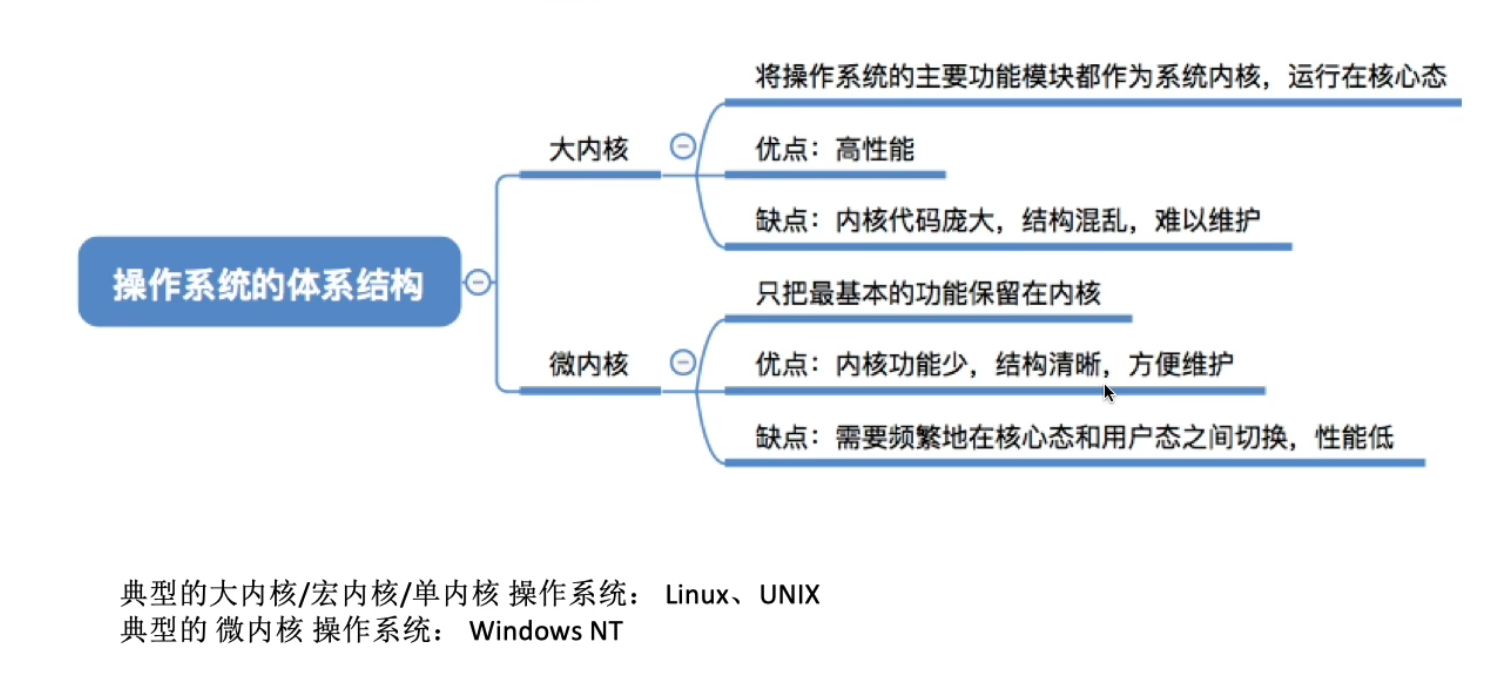 将操作系统的主要功能模块都作为系统内核，运行在核心态
大内核
优点：高性能
缺点：内核代码庞大，结构混乱，难以维护
操作系统的体系结构
只把最基本的功能保留在内核
微内核
优点：内核功能少，结构清晰，方便维护
缺点：需要频繁地在核心态和用户态之间切换，性能低
典型的大内核/宏内核/单内核 操作系统： Linux、UNIX
典型的 微内核 操作系统： Windows NT